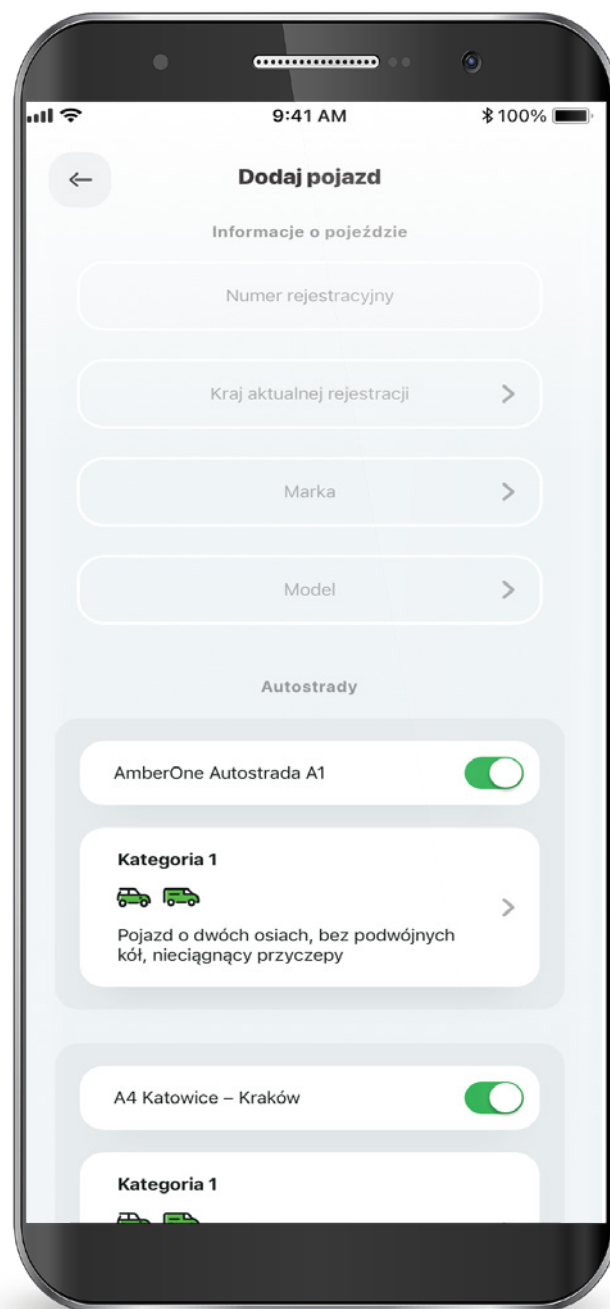 9:41 AM
100%
Dodaj pojazd
Informacje o pojeździe
Numer rejestracyjny
Kraj aktualnej rejestracji
Marka
Model
Autostrady
AmberOne Autostrada A1
Kategoria 1
Pojazd o dwóch osiach, bez podwójnych
kół, nieciągnący przyczepy
A4 Katowice – Kraków
Kategoria 1